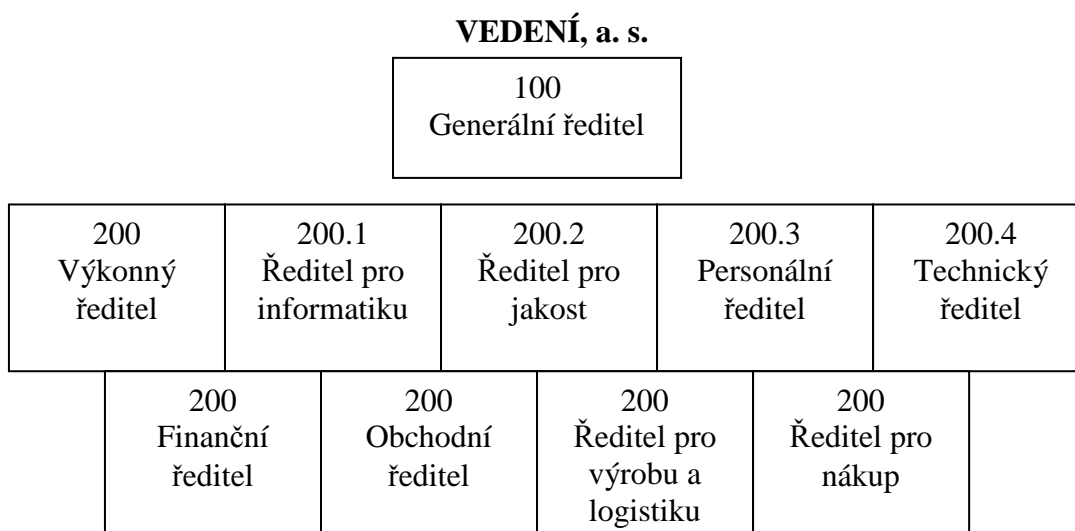 VEDENÍ, a. s.
100
Generální ředitel
200
Výkonný
ředitel
200.1
Ředitel pro
informatiku
200.2
Ředitel pro
jakost
200.3
Personální
ředitel
200.4
Technický
ředitel
200
Finanční
ředitel
200
Obchodní
ředitel
200
Ředitel pro
výrobu a
logistiku
200
Ředitel pro
nákup